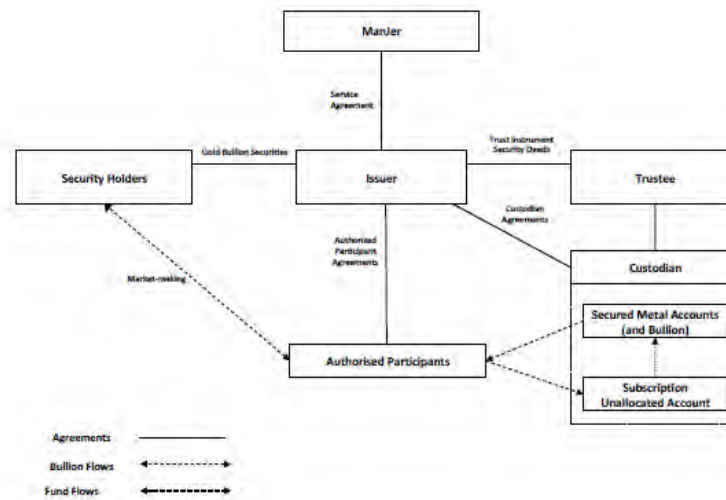 ManJer
Service
Agreement
Gold Bullion Securities
Trust Instrument
Security Deeds
Security Holders
Issuer
Trustee
Custodian
Agreements
Authorised
Participant
Agreements
Custodian
Market-making
Secured Metal Accounts
(and Bullion)
Authorised Participants
Subscription
Unallocated Account
Agreements
Bullion Flows
Fund Flows